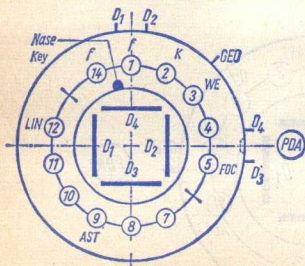 D₁ D₂
Nase
Key
f f K GEO
14 1 2
WE
3
LIN 12 4 D₄
D₄
D₁ D₂ PDA
D₃
11 5 FOC D₃'
10
9 8 7
AST